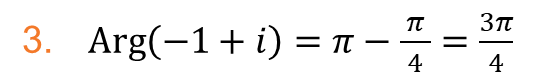 3. Arg(−1 + i) = π − π/4 = 3π/4